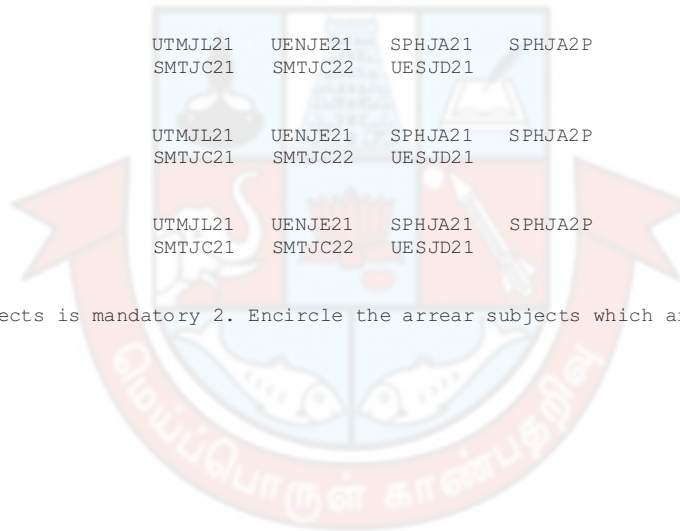 UTMJL21 UENJE21 SPHJA21 SPHJA2P
SMTJC21 SMTJC22 UESJD21
UTMJL21 UENJE21 SPHJA21 SPHJA2P
SMTJC21 SMTJC22 UESJD21
UTMJL21 UENJE21 SPHJA21 SPHJA2P
SMTJC21 SMTJC22 UESJD21
ects is mandatory 2. Encircle the arrear subjects which a
மெய்ப்பொருள் காண்பதறிவு